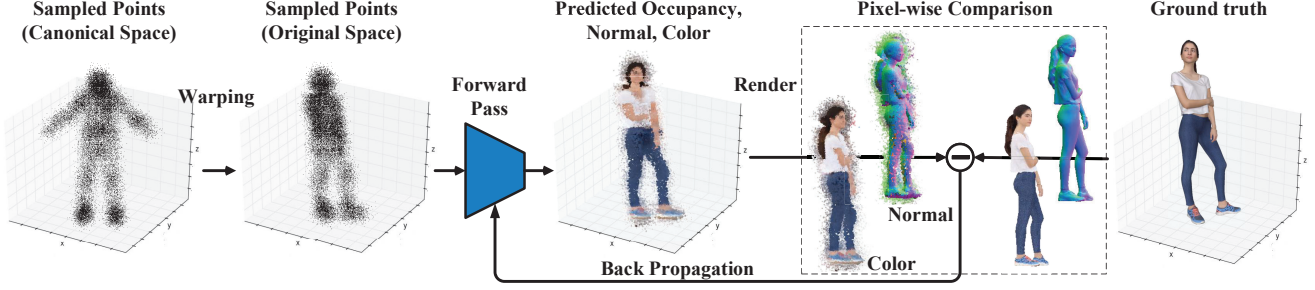 Sampled Points
(Canonical Space)
Sampled Points
(Original Space)
Predicted Occupancy,
Normal, Color
Pixel-wise Comparison
Ground truth
Warping
Forward
Pass
Render
Normal
Color
Back Propagation
x
y
z
x
y
z
x
y
z
x
y
z